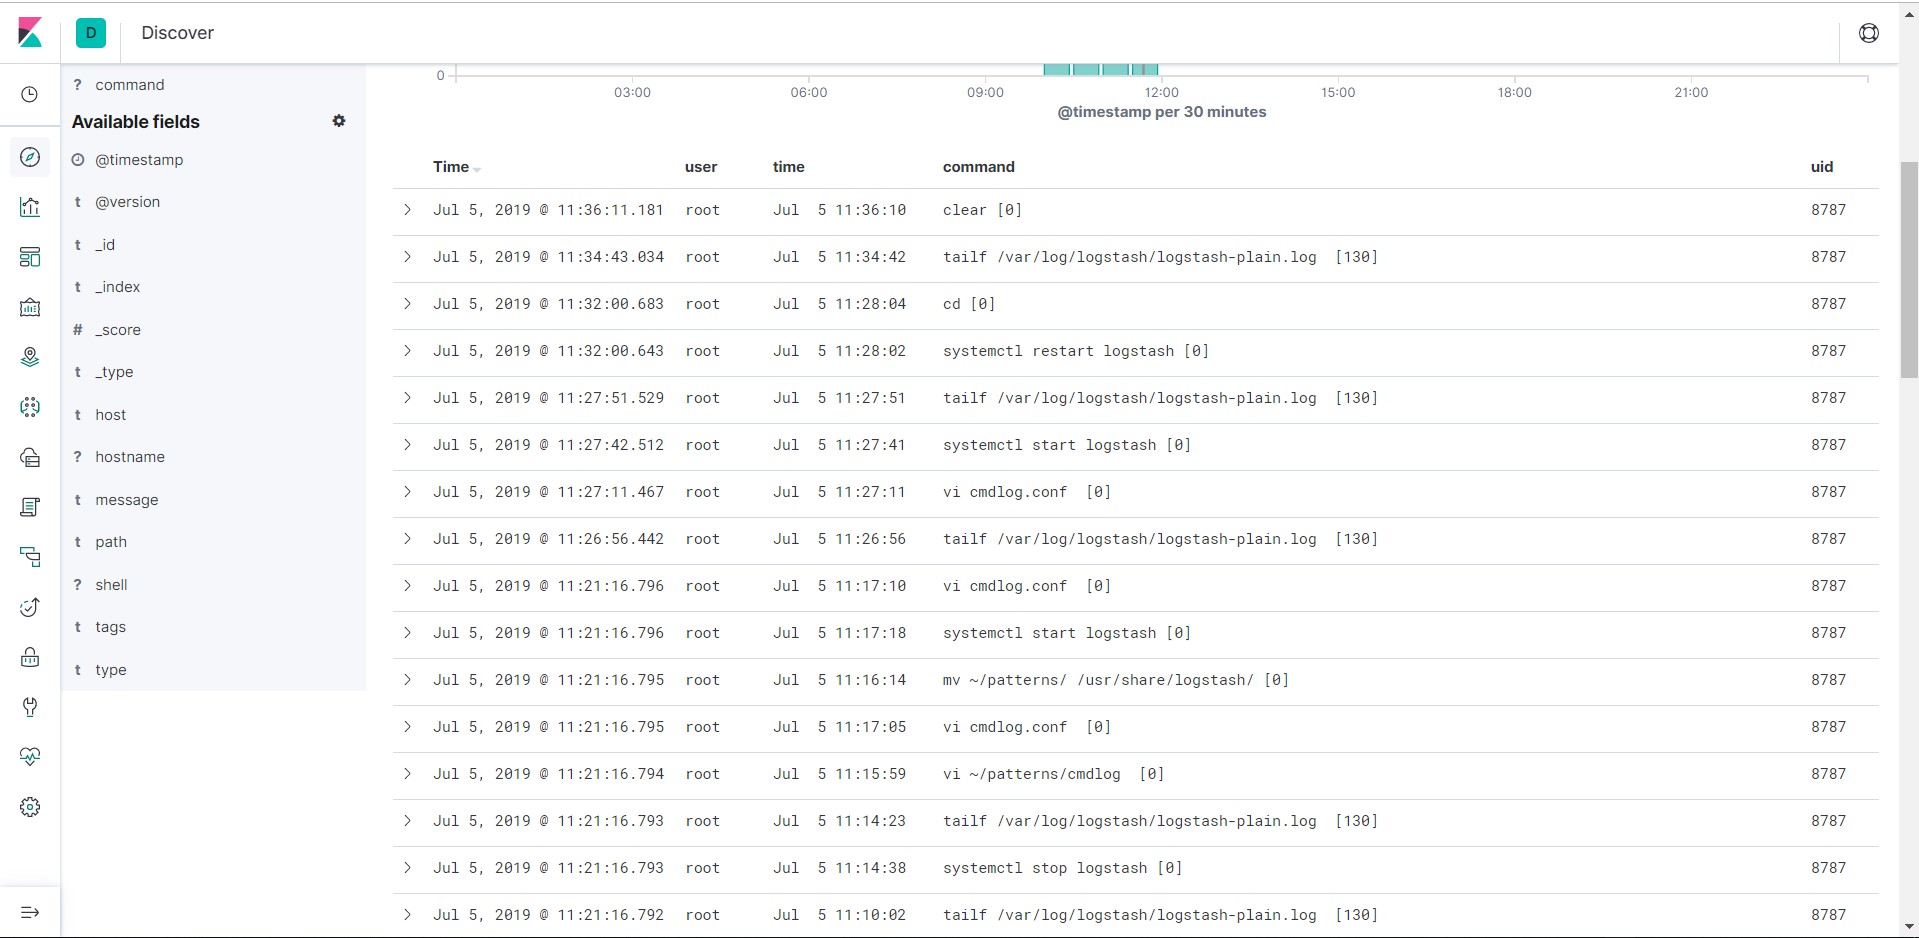 D Discover
? command
Available fields
@timestamp
t @version
t _id
t _index
# _score
t _type
t host
? hostname
t message
t path
? shell
t tags
t type
0
03:00 06:00 09:00 12:00 15:00 18:00 21:00
@timestamp per 30 minutes
Time user time command uid
Jul 5, 2019 @ 11:36:11.181 root Jul  5 11:36:10 clear [0] 8787
Jul 5, 2019 @ 11:34:43.034 root Jul  5 11:34:42 tailf /var/log/logstash/logstash-plain.log  [130] 8787
Jul 5, 2019 @ 11:32:00.683 root Jul  5 11:28:04 cd [0] 8787
Jul 5, 2019 @ 11:32:00.643 root Jul  5 11:28:02 systemctl restart logstash [0] 8787
Jul 5, 2019 @ 11:27:51.529 root Jul  5 11:27:51 tailf /var/log/logstash/logstash-plain.log  [130] 8787
Jul 5, 2019 @ 11:27:42.512 root Jul  5 11:27:41 systemctl start logstash [0] 8787
Jul 5, 2019 @ 11:27:11.467 root Jul  5 11:27:11 vi cmdlog.conf  [0] 8787
Jul 5, 2019 @ 11:26:56.442 root Jul  5 11:26:56 tailf /var/log/logstash/logstash-plain.log  [130] 8787
Jul 5, 2019 @ 11:21:16.796 root Jul  5 11:17:10 vi cmdlog.conf  [0] 8787
Jul 5, 2019 @ 11:21:16.796 root Jul  5 11:17:18 systemctl start logstash [0] 8787
Jul 5, 2019 @ 11:21:16.795 root Jul  5 11:16:14 mv ~/patterns/ /usr/share/logstash/ [0] 8787
Jul 5, 2019 @ 11:21:16.795 root Jul  5 11:17:05 vi cmdlog.conf  [0] 8787
Jul 5, 2019 @ 11:21:16.794 root Jul  5 11:15:59 vi ~/patterns/cmdlog  [0] 8787
Jul 5, 2019 @ 11:21:16.793 root Jul  5 11:14:23 tailf /var/log/logstash/logstash-plain.log  [130] 8787
Jul 5, 2019 @ 11:21:16.793 root Jul  5 11:14:38 systemctl stop logstash [0] 8787
Jul 5, 2019 @ 11:21:16.792 root Jul  5 11:10:02 tailf /var/log/logstash/logstash-plain.log  [130] 8787